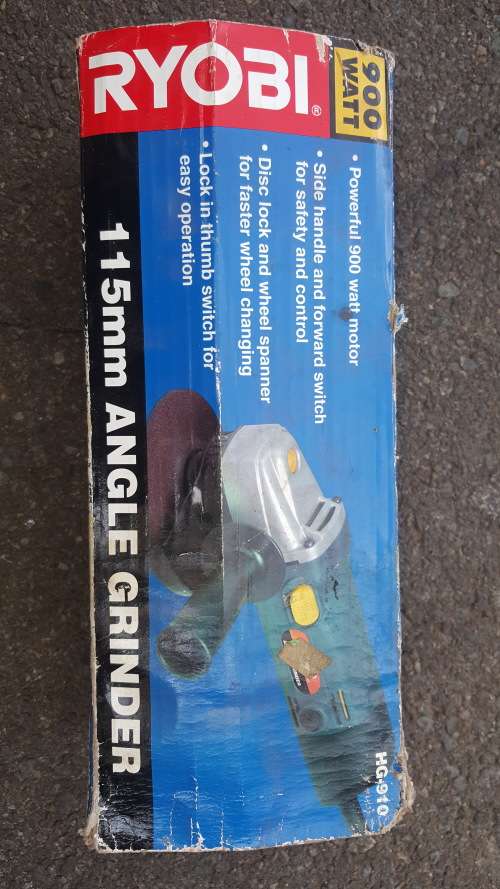 RYOBI®
900
WATT
• Powerful 900 watt motor
• Side handle and forward switch
for safety and control
• Disc lock and wheel spanner
for faster wheel changing
• Lock in thumb switch for
easy operation
115mm ANGLE GRINDER
HG-910